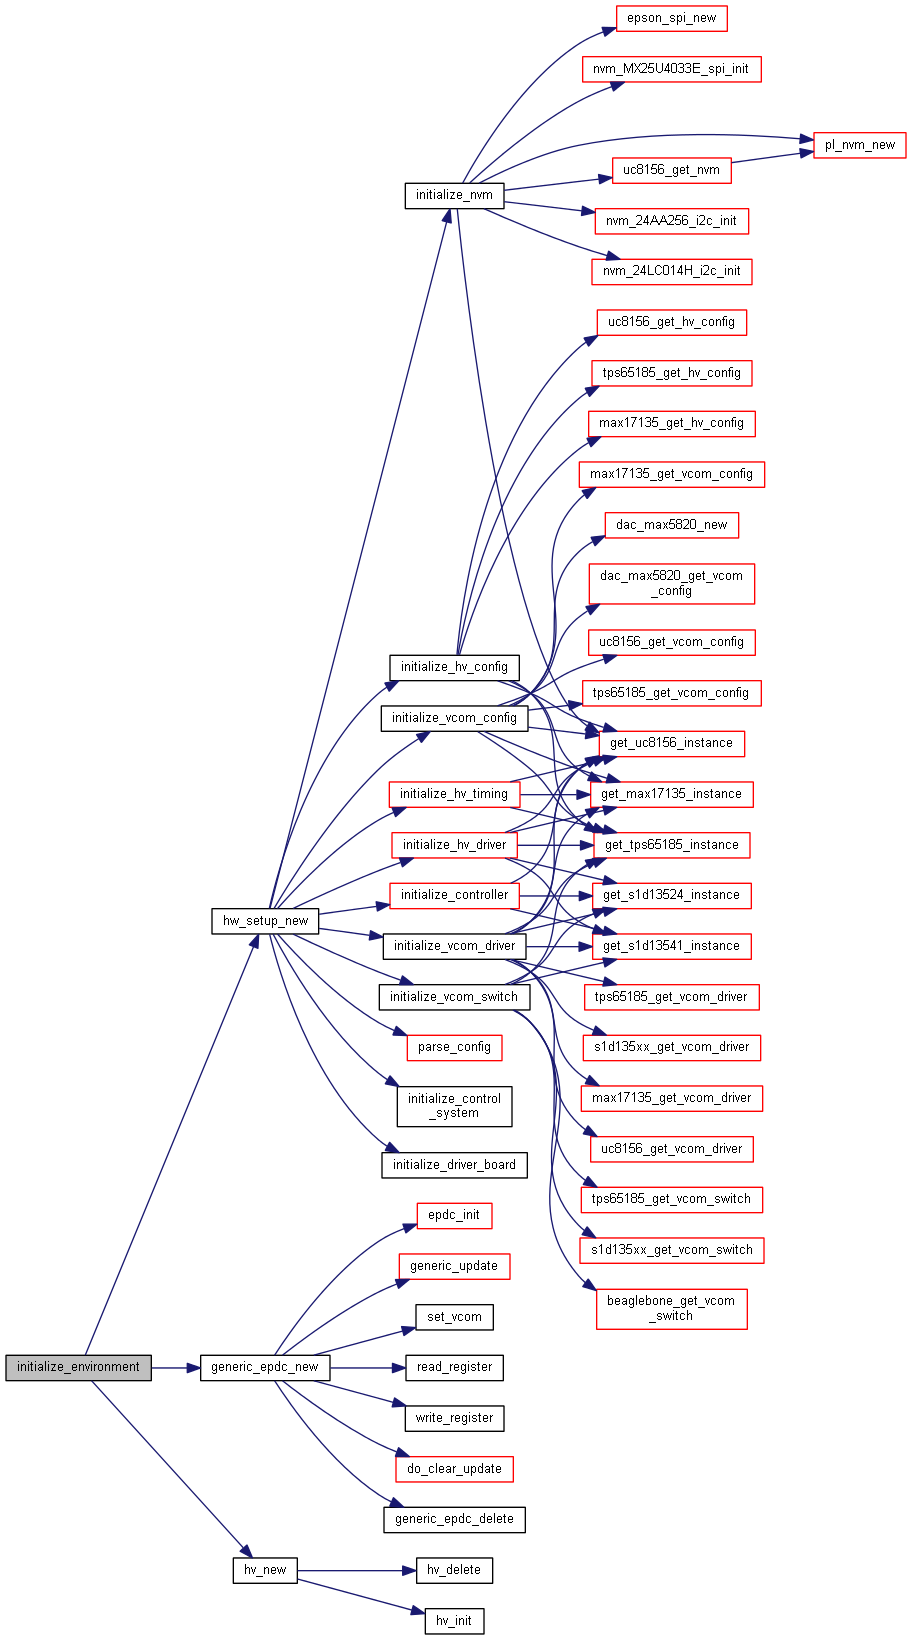 epson_spi_new
nvm_MX25U4033E_spi_init
pl_nvm_new
uc8156_get_nvm
initialize_nvm
nvm_24AA256_i2c_init
nvm_24LC014H_i2c_init
uc8156_get_hv_config
tps65185_get_hv_config
max17135_get_hv_config
max17135_get_vcom_config
dac_max5820_new
dac_max5820_get_vcom
_config
uc8156_get_vcom_config
initialize_hv_config
tps65185_get_vcom_config
initialize_vcom_config
get_uc8156_instance
initialize_hv_timing
get_max17135_instance
initialize_hv_driver
get_tps65185_instance
initialize_controller
get_s1d13524_instance
hw_setup_new
initialize_vcom_driver
get_s1d13541_instance
initialize_vcom_switch
tps65185_get_vcom_driver
parse_config
s1d135xx_get_vcom_driver
initialize_control
_system
max17135_get_vcom_driver
initialize_driver_board
uc8156_get_vcom_driver
tps65185_get_vcom_switch
epdc_init
s1d135xx_get_vcom_switch
generic_update
beaglebone_get_vcom
_switch
set_vcom
initialize_environment
generic_epdc_new
read_register
write_register
do_clear_update
generic_epdc_delete
hv_new
hv_delete
hv_init